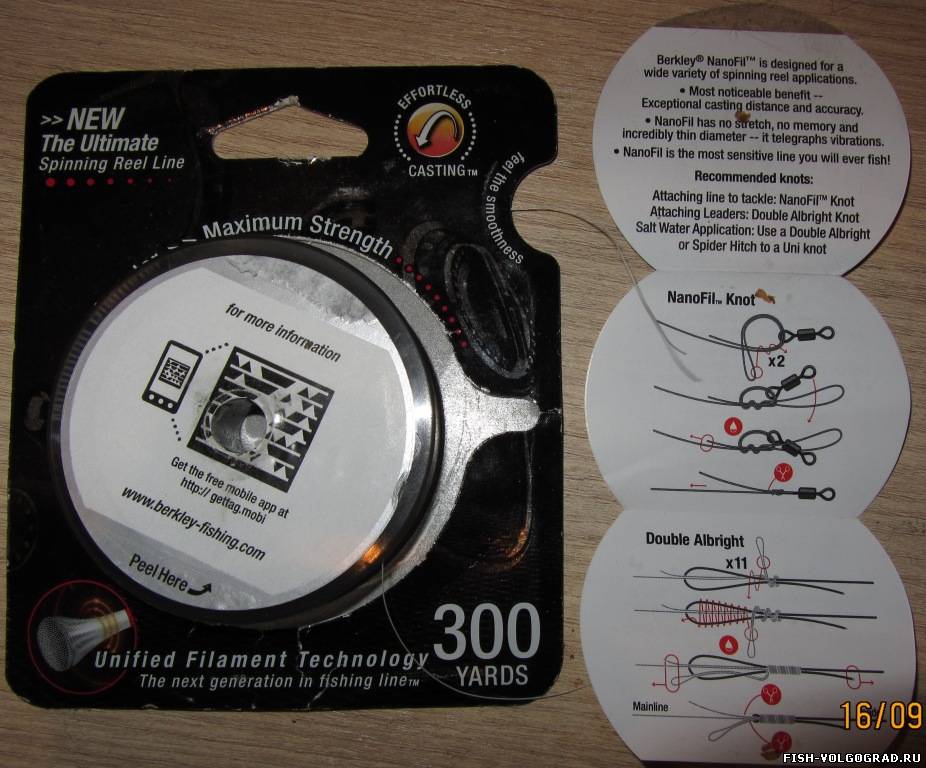 >> NEW
The Ultimate
Spinning Reel Line
EFFORTLESS
CASTING™
feel the smoothness
Maximum Strength
for more information
Get the free mobile app at
http:// gettag.mobi
www.berkley-fishing.com
Peel Here
300
YARDS
Unified Filament Technology
The next generation in fishing line™
Berkley® NanoFil™ is designed for a
wide variety of spinning reel applications.
• Most noticeable benefit --
Exceptional casting distance and accuracy.
• NanoFil has no stretch, no memory and
incredibly thin diameter -- it telegraphs vibrations.
• NanoFil is the most sensitive line you will ever fish!
Recommended knots:
Attaching line to tackle: NanoFil™ Knot
Attaching Leaders: Double Albright Knot
Salt Water Application: Use a Double Albright
or Spider Hitch to a Uni knot
NanoFil™ Knot
x2
Double Albright
x11
Mainline
16/09
FISH-VOLGOGRAD.RU